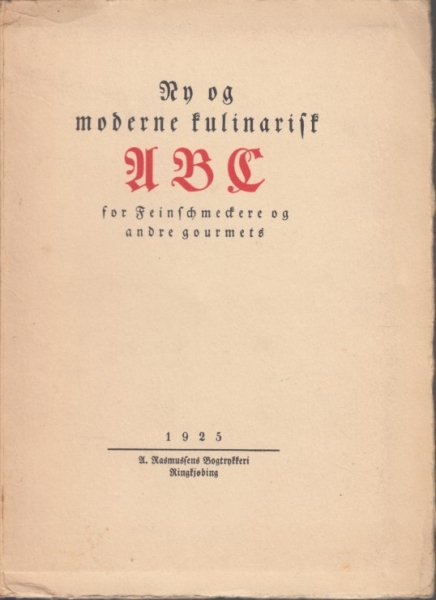 Ny og
moderne kulinarisk
ABC
for Feinschmeckere og
andre gourmets
1925
A. Rasmussens Bogtrykkeri
Ringkjøbing